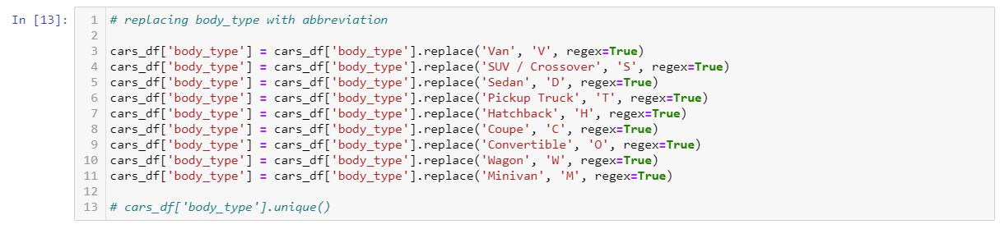 In [13]:
1 # replacing body_type with abbreviation
2
3 cars_df['body_type'] = cars_df['body_type'].replace('Van', 'V', regex=True)
4 cars_df['body_type'] = cars_df['body_type'].replace('SUV / Crossover', 'S', regex=True)
5 cars_df['body_type'] = cars_df['body_type'].replace('Sedan', 'D', regex=True)
6 cars_df['body_type'] = cars_df['body_type'].replace('Pickup Truck', 'T', regex=True)
7 cars_df['body_type'] = cars_df['body_type'].replace('Hatchback', 'H', regex=True)
8 cars_df['body_type'] = cars_df['body_type'].replace('Coupe', 'C', regex=True)
9 cars_df['body_type'] = cars_df['body_type'].replace('Convertible', 'O', regex=True)
10 cars_df['body_type'] = cars_df['body_type'].replace('Wagon', 'W', regex=True)
11 cars_df['body_type'] = cars_df['body_type'].replace('Minivan', 'M', regex=True)
12
13 # cars_df['body_type'].unique()